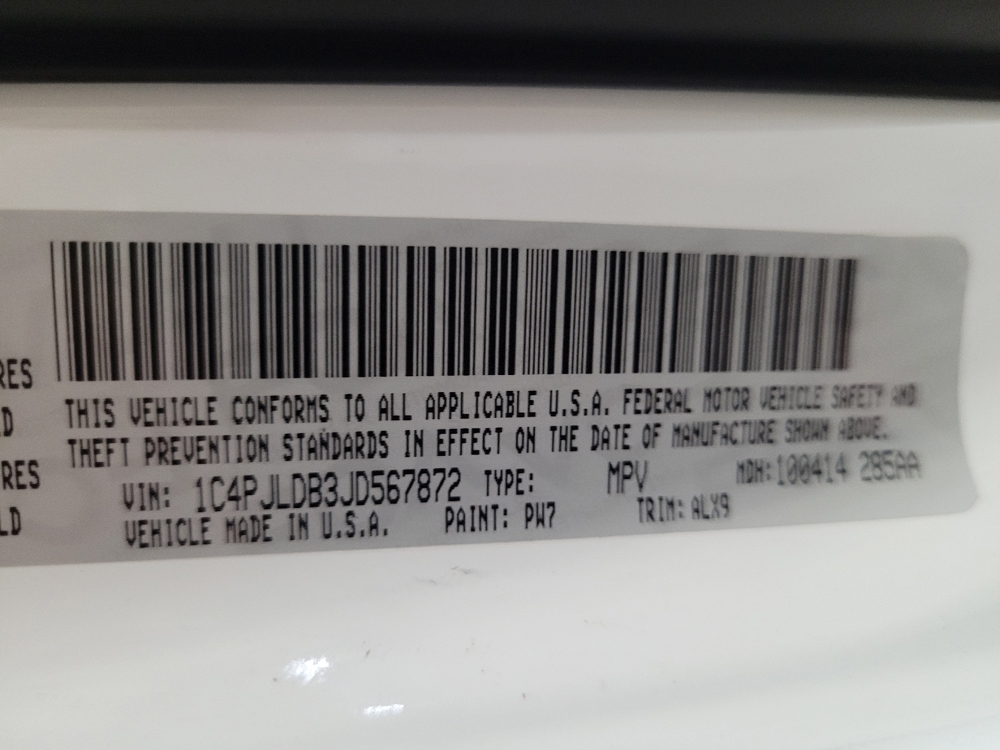 RES
LD
RES
LD
THIS VEHICLE CONFORMS TO ALL APPLICABLE U.S.A. FEDERAL MOTOR VEHICLE SAFETY AND
THEFT PREVENTION STANDARDS IN EFFECT ON THE DATE OF MANUFACTURE SHOWN ABOVE.
VIN: 1C4PJLDB3JD567872 TYPE: MPV MDH:100414 285AA
VEHICLE MADE IN U.S.A. PAINT: PW7 TRIM: ALX9